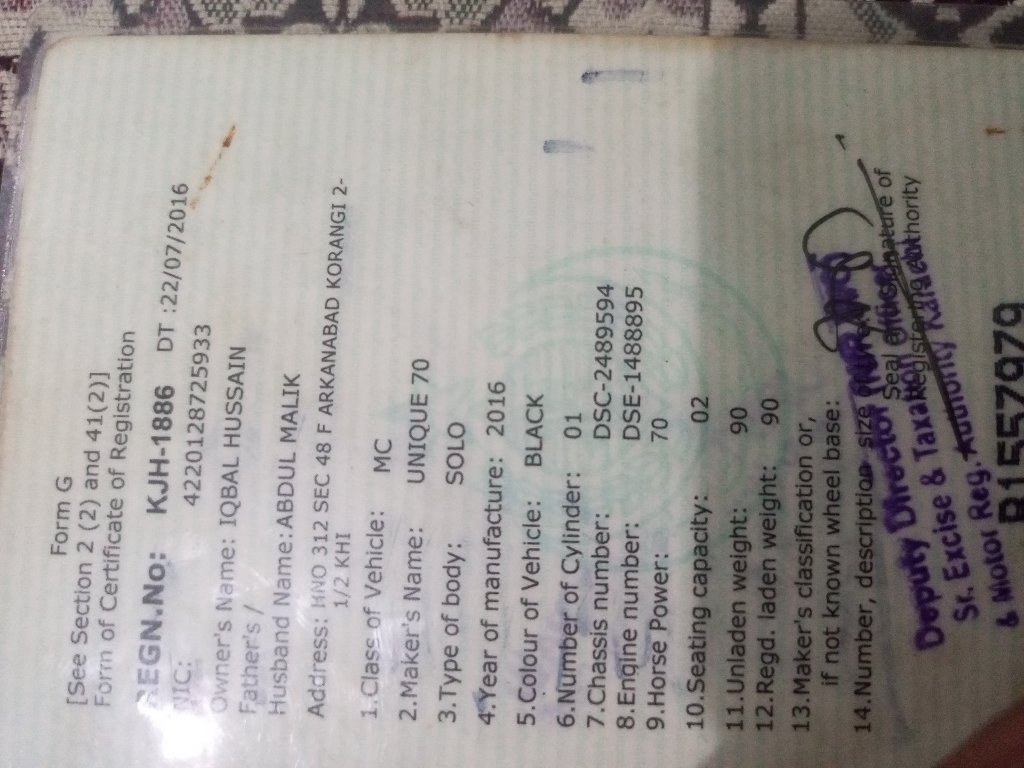 Form G
[See Section 2 (2) and 41(2)]
Form of Certificate of Registration
REGN.No: KJH-1886 DT :22/07/2016
NIC: 4220128725933
Owner's Name: IQBAL HUSSAIN
Father's /
Husband Name: ABDUL MALIK
Address: HNO 312 SEC 48 F ARKANABAD KORANGI 2-
1/2 KHI
1.Class of Vehicle: MC
2.Maker's Name: UNIQUE 70
3.Type of body: SOLO
4.Year of manufacture: 2016
5.Colour of Vehicle: BLACK
6.Number of Cylinder: 01
7.Chassis number: DSC-2489594
8.Engine number: DSE-1488895
9.Horse Power: 70
10.Seating capacity: 02
11.Unladen weight: 90
12.Regd. laden weight: 90
13.Maker's classification or,
if not known wheel base:
14.Number, description size
Seal signature of
Registering authority
Deputy Director
Sr. Excise & Taxation
& Motor Reg. Authority Karachi
B1557979